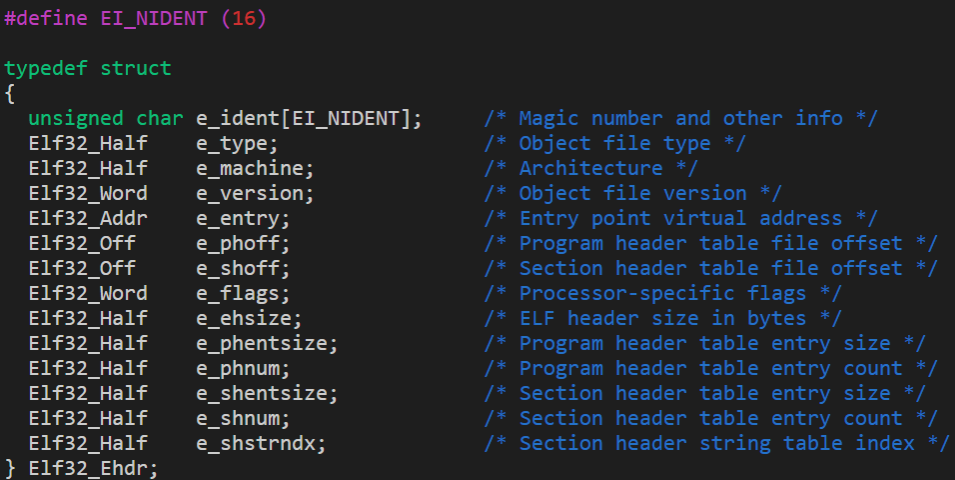 #define EI_NIDENT (16)

typedef struct
{
  unsigned char e_ident[EI_NIDENT];     /* Magic number and other info */
  Elf32_Half    e_type;                 /* Object file type */
  Elf32_Half    e_machine;              /* Architecture */
  Elf32_Word    e_version;              /* Object file version */
  Elf32_Addr    e_entry;                /* Entry point virtual address */
  Elf32_Off     e_phoff;                /* Program header table file offset */
  Elf32_Off     e_shoff;                /* Section header table file offset */
  Elf32_Word    e_flags;                /* Processor-specific flags */
  Elf32_Half    e_ehsize;               /* ELF header size in bytes */
  Elf32_Half    e_phentsize;            /* Program header table entry size */
  Elf32_Half    e_phnum;                /* Program header table entry count */
  Elf32_Half    e_shentsize;            /* Section header table entry size */
  Elf32_Half    e_shnum;                /* Section header table entry count */
  Elf32_Half    e_shstrndx;             /* Section header string table index */
} Elf32_Ehdr;